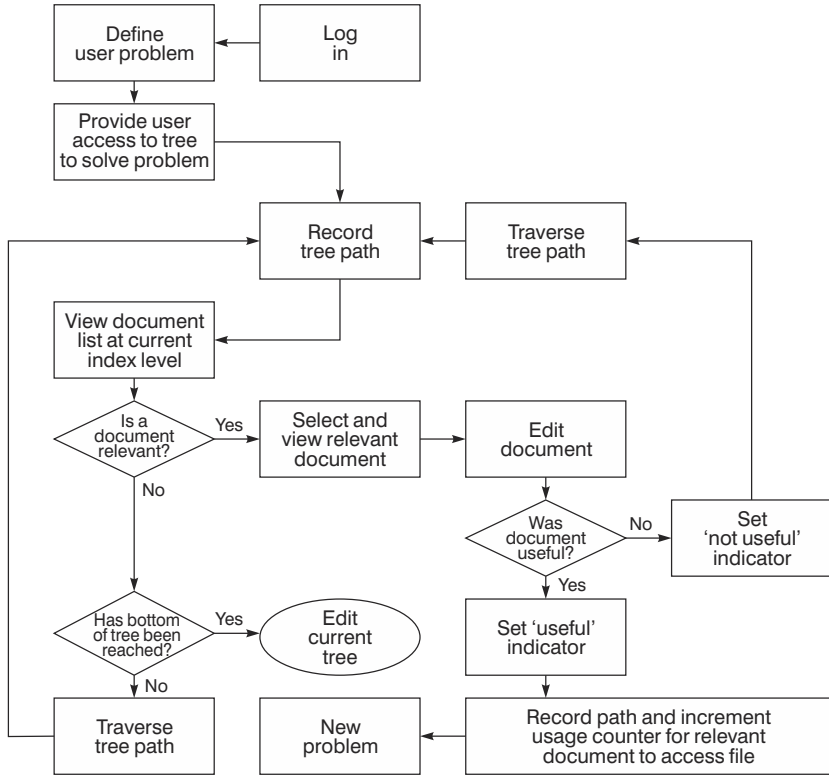 Define
user problem
Log
in
Provide user
access to tree
to solve problem
Record
tree path
Traverse
tree path
View document
list at current
index level
Is a
document
relevant?
Yes
No
Select and
view relevant
document
Edit
document
Was
document
useful?
No
Yes
Set
‘not useful’
indicator
Has bottom
of tree been
reached?
Yes
No
Edit
current
tree
Set ‘useful’
indicator
Traverse
tree path
New
problem
Record path and increment
usage counter for relevant
document to access file